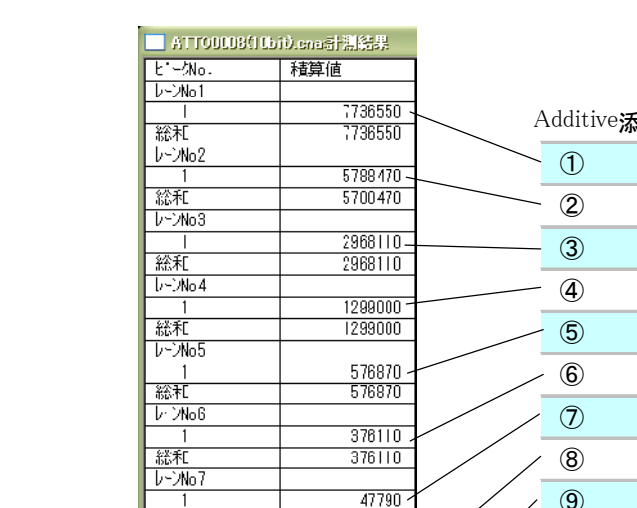 ATT00008(10bit).cna計測結果
ピークNo. 積算値
レーンNo1
1 7736550
総和 7736550
レーンNo2
1 5788470
総和 5700470
レーンNo3
1 2968110
総和 2968110
レーンNo4
1 1299000
総和 1299000
レーンNo5
1 576870
総和 576870
レーンNo6
1 376110
総和 376110
レーンNo7
1 47790
Additive添
①
②
③
④
⑤
⑥
⑦
⑧
⑨